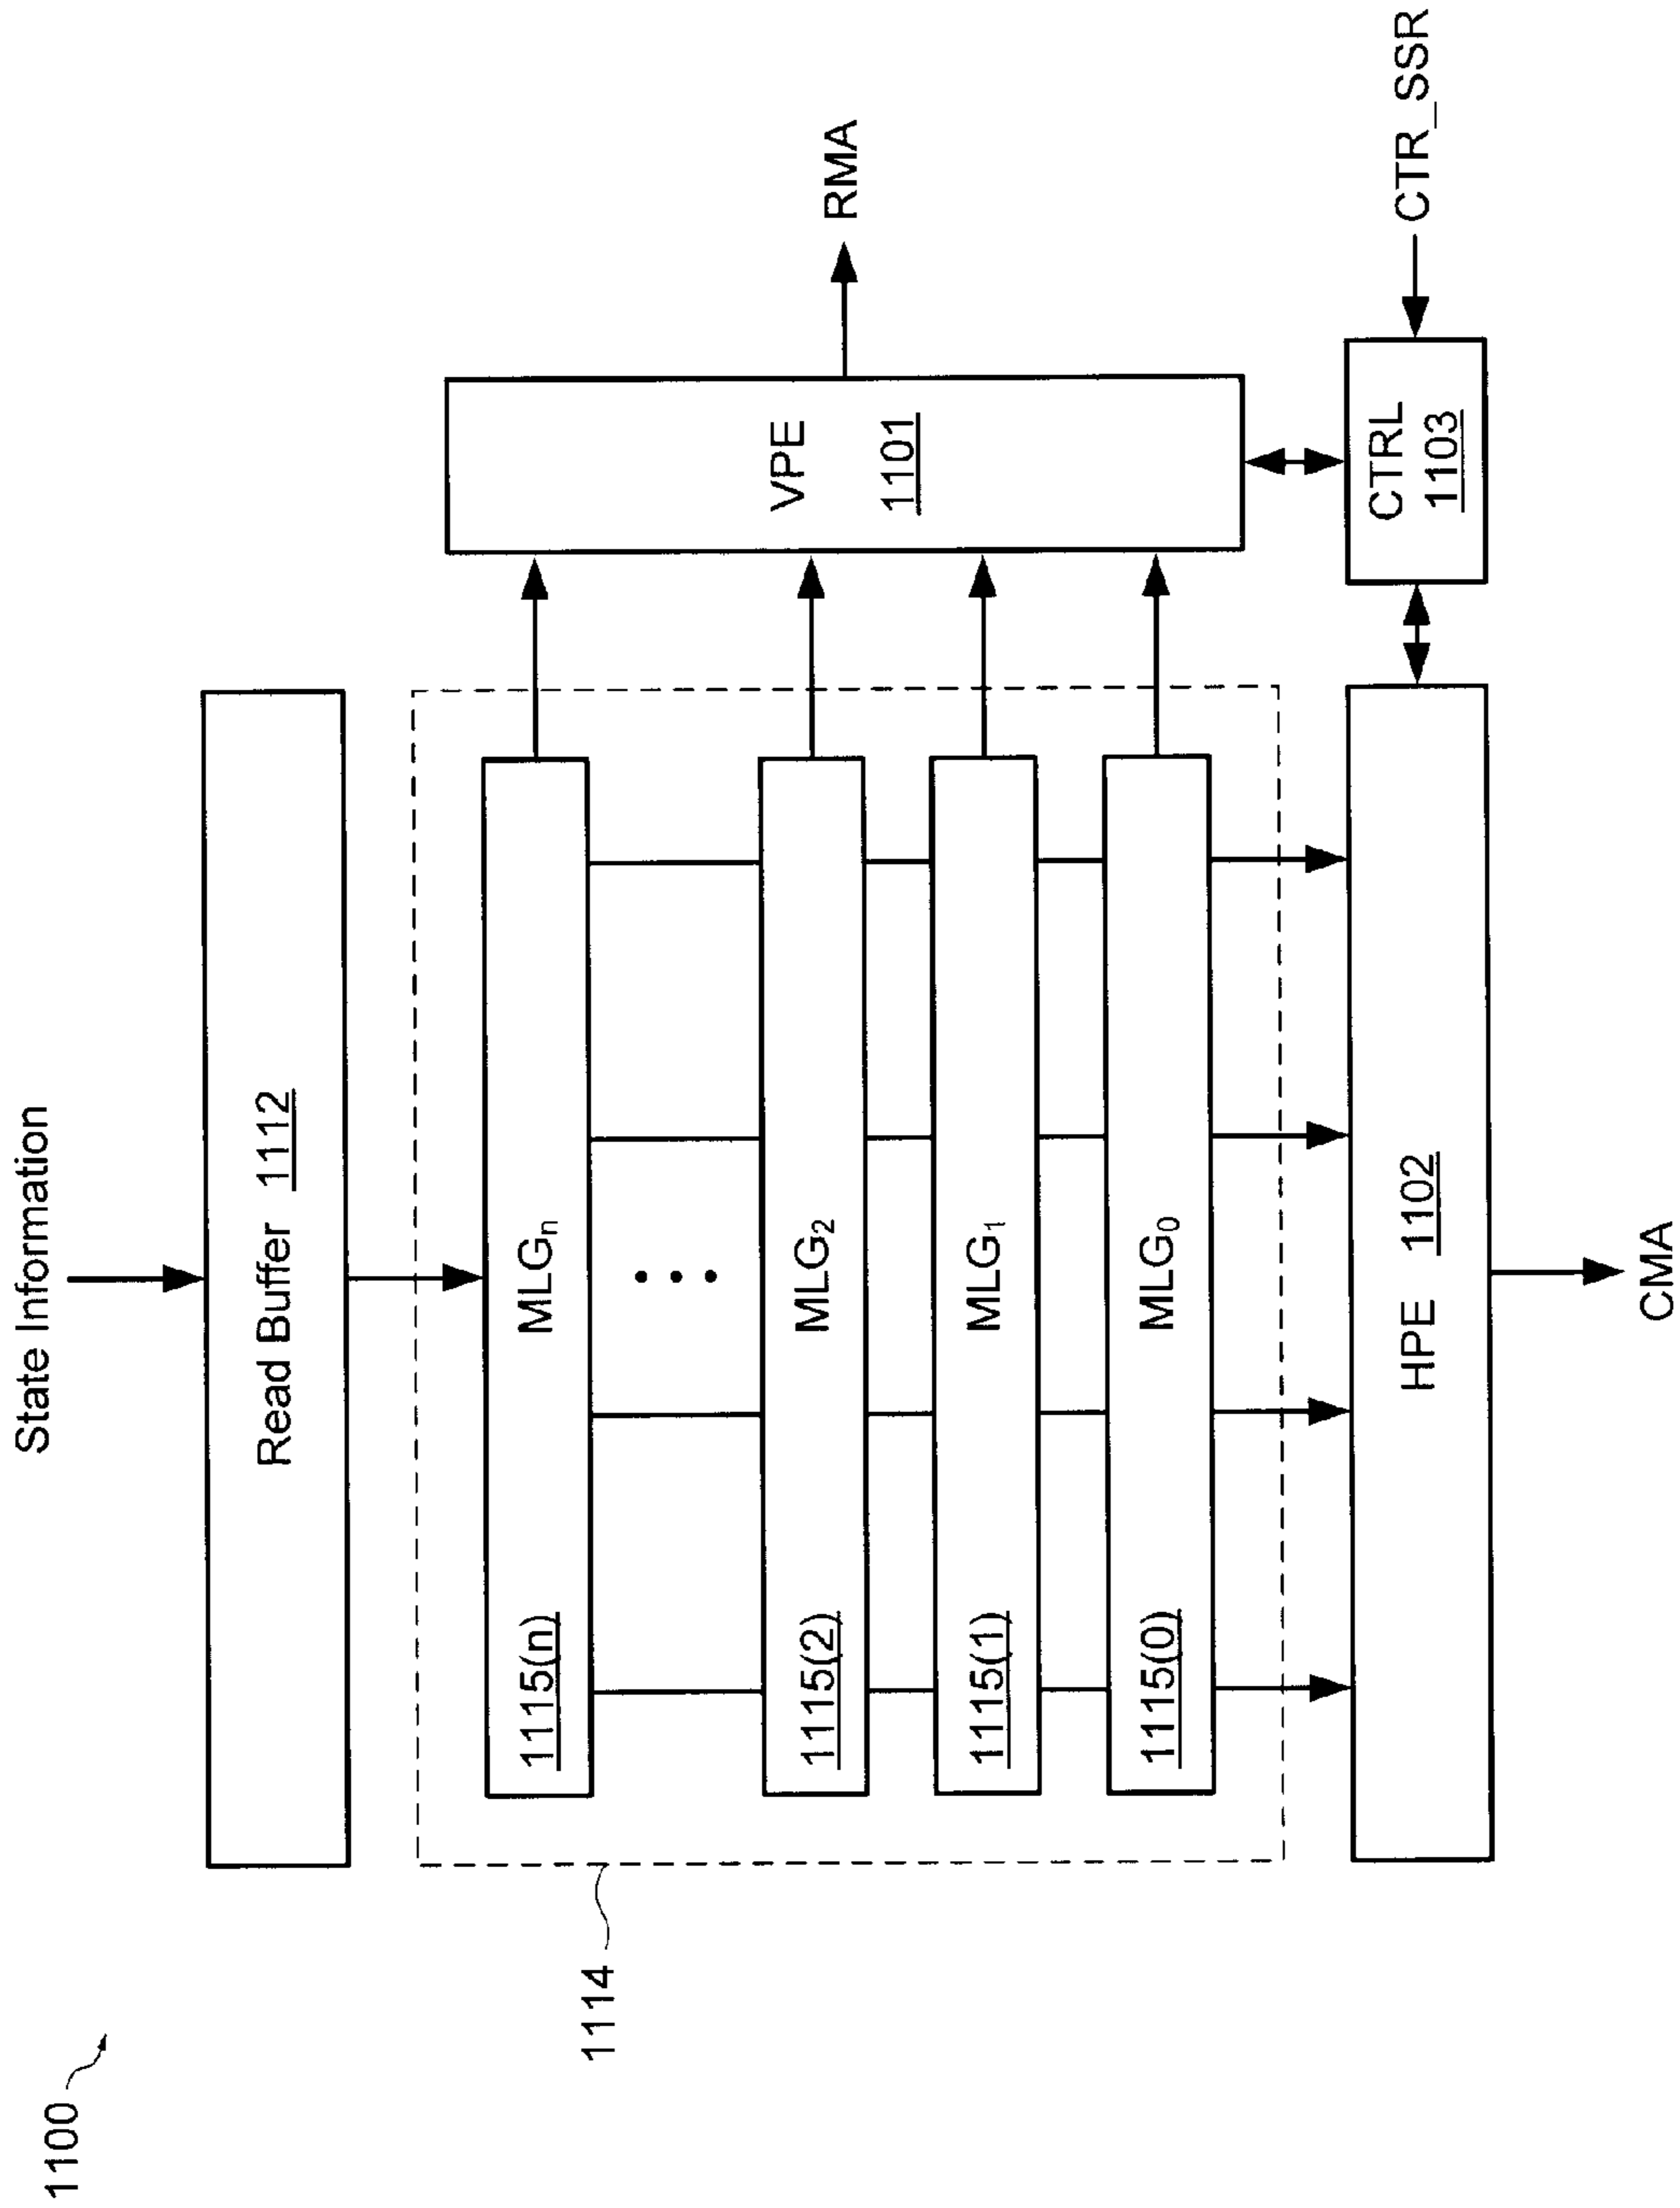 1100
State Information
Read Buffer 1112
1114
1115(n) MLGn
1115(2) MLG2
1115(1) MLG1
1115(0) MLG0
VPE
1101
RMA
HPE 1102
CTRL
1103
CTR_SSR
CMA